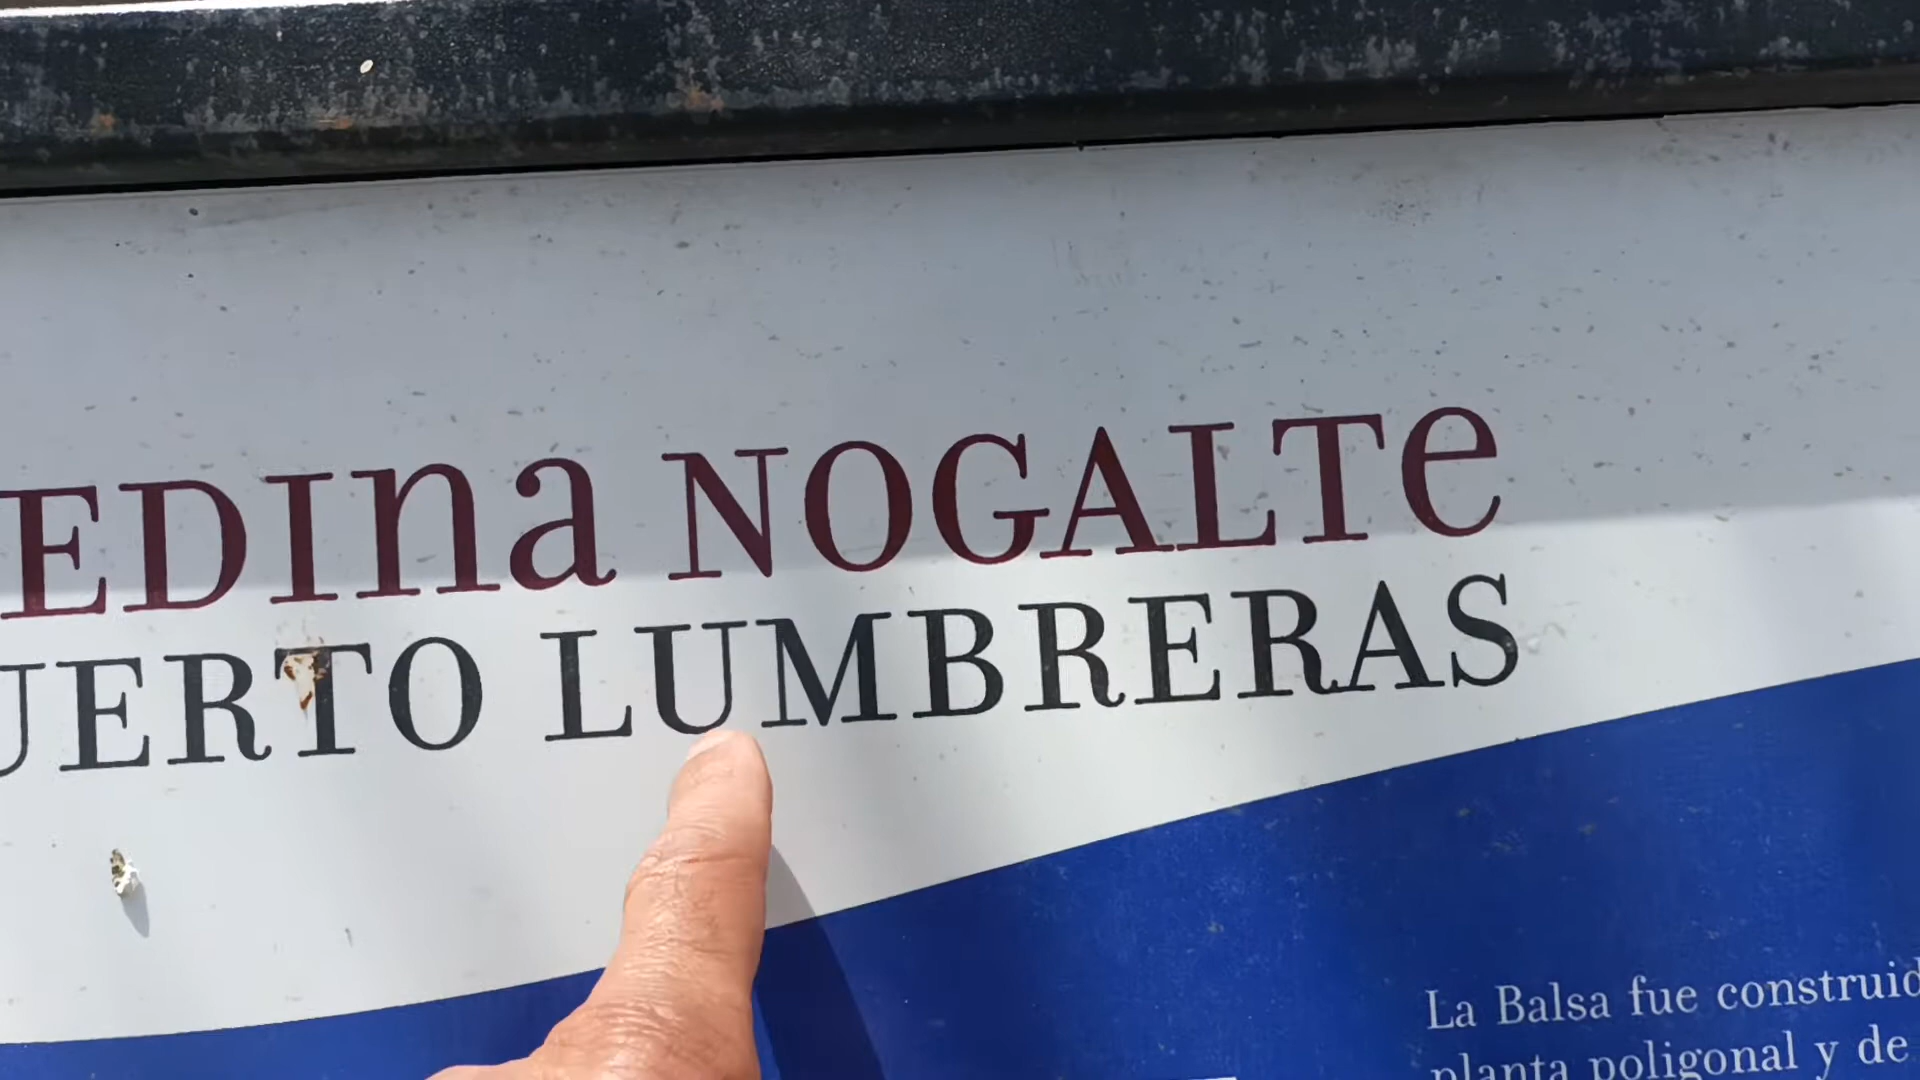 EDINa NOGALTe
UERTO LUMBRERAS
La Balsa fue construid
planta poligonal y de